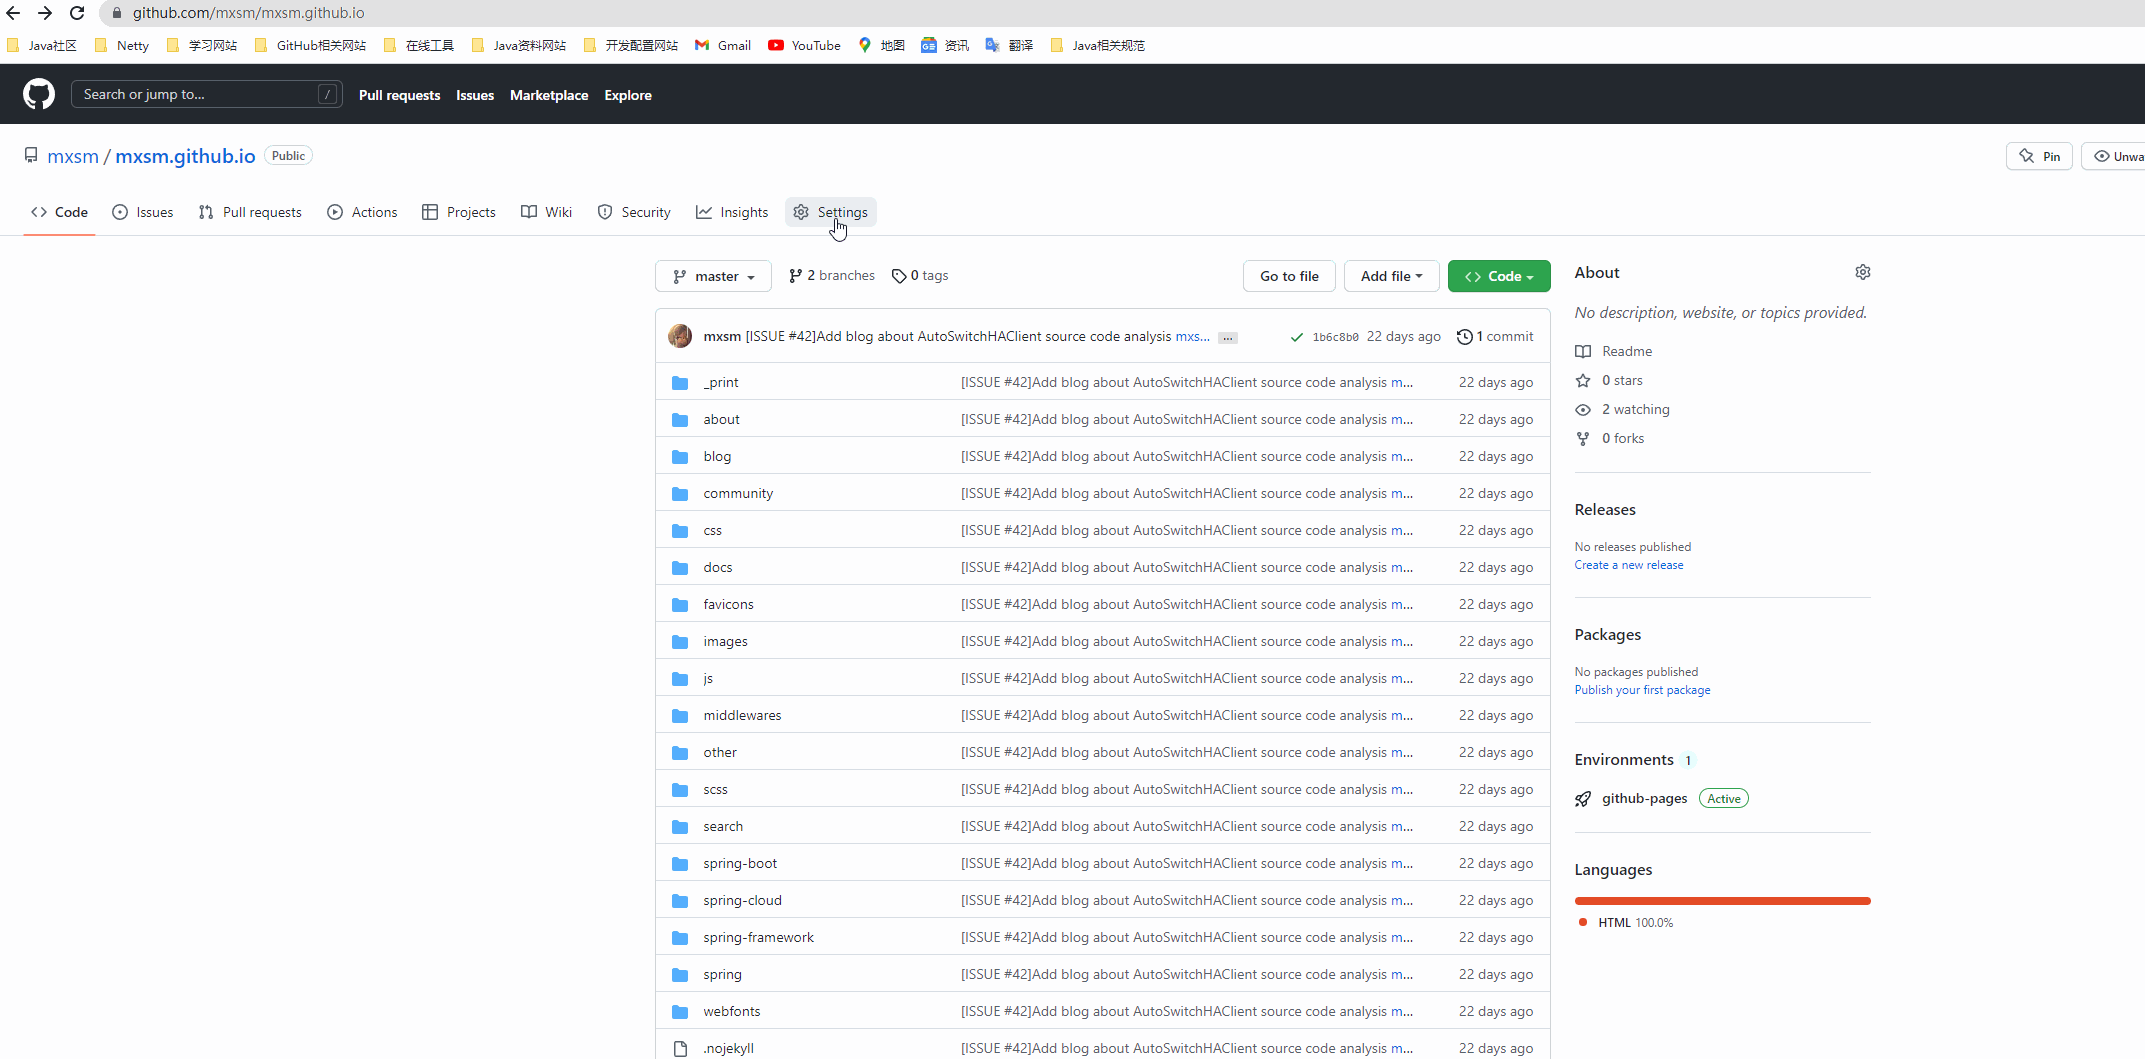 github.com/mxsm/mxsm.github.io
Java社区 Netty 学习网站 GitHub相关网站 在线工具 Java资料网站 开发配置网站 Gmail YouTube 地图 资讯 翻译 Java相关规范
Search or jump to... / Pull requests Issues Marketplace Explore
mxsm / mxsm.github.io Public Pin Unwa
Code Issues Pull requests Actions Projects Wiki Security Insights Settings
master 2 branches 0 tags Go to file Add file Code
mxsm [ISSUE #42]Add blog about AutoSwitchHAClient source code analysis mxs... ... 1b6c8b0 22 days ago 1 commit
_print [ISSUE #42]Add blog about AutoSwitchHAClient source code analysis m... 22 days ago
about [ISSUE #42]Add blog about AutoSwitchHAClient source code analysis m... 22 days ago
blog [ISSUE #42]Add blog about AutoSwitchHAClient source code analysis m... 22 days ago
community [ISSUE #42]Add blog about AutoSwitchHAClient source code analysis m... 22 days ago
css [ISSUE #42]Add blog about AutoSwitchHAClient source code analysis m... 22 days ago
docs [ISSUE #42]Add blog about AutoSwitchHAClient source code analysis m... 22 days ago
favicons [ISSUE #42]Add blog about AutoSwitchHAClient source code analysis m... 22 days ago
images [ISSUE #42]Add blog about AutoSwitchHAClient source code analysis m... 22 days ago
js [ISSUE #42]Add blog about AutoSwitchHAClient source code analysis m... 22 days ago
middlewares [ISSUE #42]Add blog about AutoSwitchHAClient source code analysis m... 22 days ago
other [ISSUE #42]Add blog about AutoSwitchHAClient source code analysis m... 22 days ago
scss [ISSUE #42]Add blog about AutoSwitchHAClient source code analysis m... 22 days ago
search [ISSUE #42]Add blog about AutoSwitchHAClient source code analysis m... 22 days ago
spring-boot [ISSUE #42]Add blog about AutoSwitchHAClient source code analysis m... 22 days ago
spring-cloud [ISSUE #42]Add blog about AutoSwitchHAClient source code analysis m... 22 days ago
spring-framework [ISSUE #42]Add blog about AutoSwitchHAClient source code analysis m... 22 days ago
spring [ISSUE #42]Add blog about AutoSwitchHAClient source code analysis m... 22 days ago
webfonts [ISSUE #42]Add blog about AutoSwitchHAClient source code analysis m... 22 days ago
.nojekyll [ISSUE #42]Add blog about AutoSwitchHAClient source code analysis m... 22 days ago
About
No description, website, or topics provided.
Readme
0 stars
2 watching
0 forks
Releases
No releases published
Create a new release
Packages
No packages published
Publish your first package
Environments 1
github-pages Active
Languages
HTML 100.0%